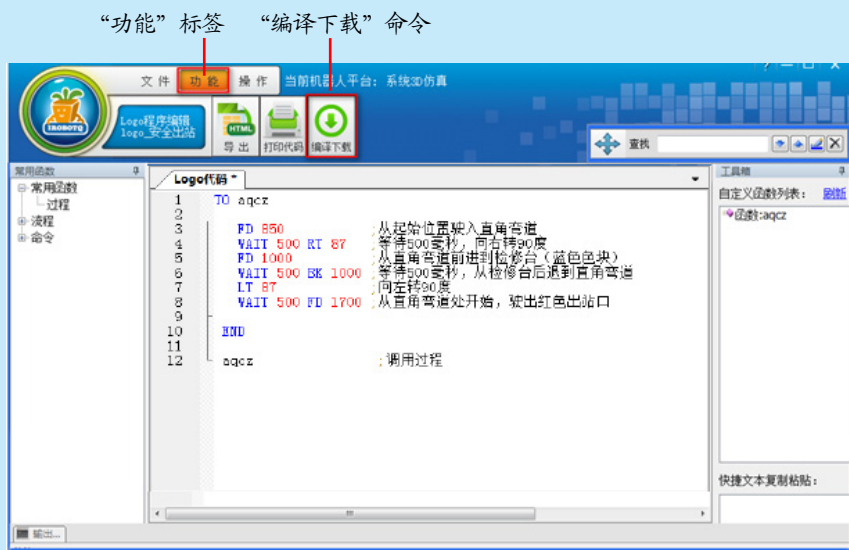 “功能”标签 “编译下载”命令
文件 功能 操作 当前机器人平台：系统3D仿真
IROBOTQ
Logo程序编辑
logo_安全出站
HTML
导出 打印代码 编译下载
查找
常用函数
常用函数
过程
流程
命令
Logo代码 *
1 TO aqcz
2
3 FD 850 ;从起始位置驶入直角弯道
4 WAIT 500 RT 87 ;等待500毫秒，向右转90度
5 FD 1000 ;从直角弯道前进到检修台（蓝色色块）
6 WAIT 500 BK 1000 ;等待500毫秒，从检修台后退到直角弯道
7 LT 87 ;向左转90度
8 WAIT 500 FD 1700 ;从直角弯道处开始，驶出红色出站口
9
10 END
11
12 aqcz ;调用过程
工具箱
自定义函数列表： 刷新
函数:aqcz
快捷文本复制粘贴：
输出...